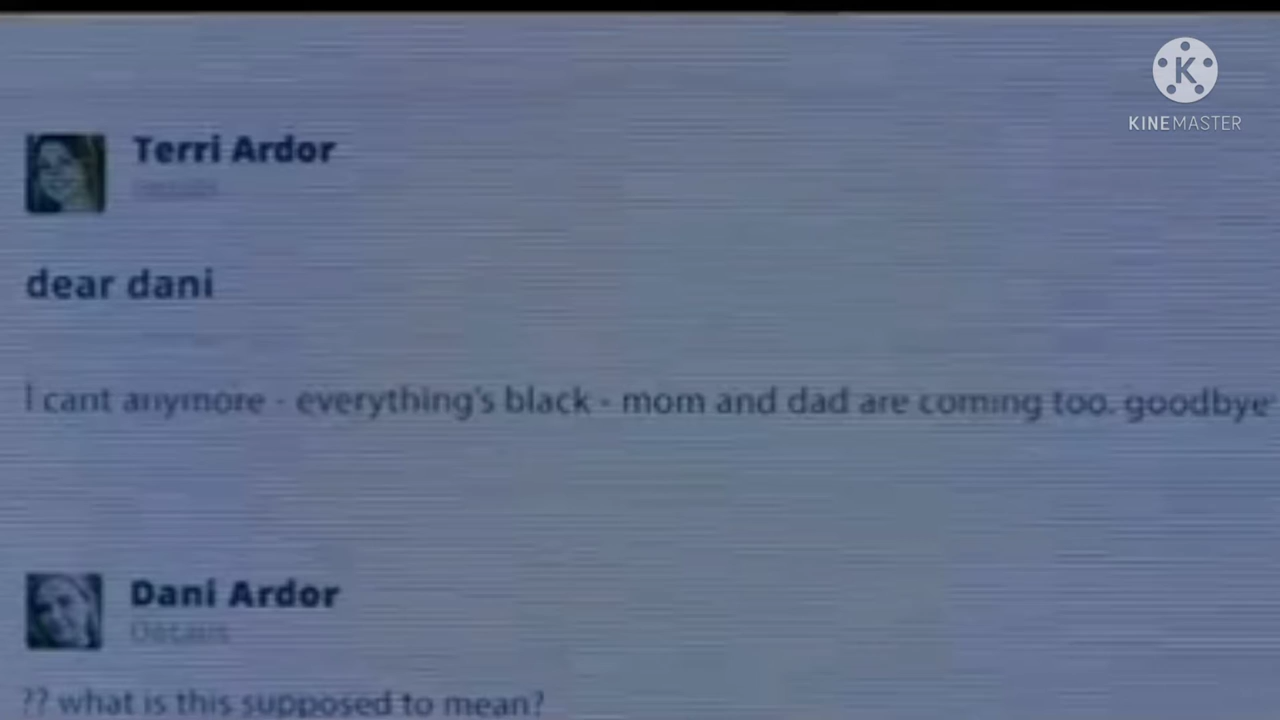 KINEMASTER
Terri Ardor
dear dani
I cant anymore - everything's black - mom and dad are coming too. goodbye
Dani Ardor
Details
?? what is this supposed to mean?